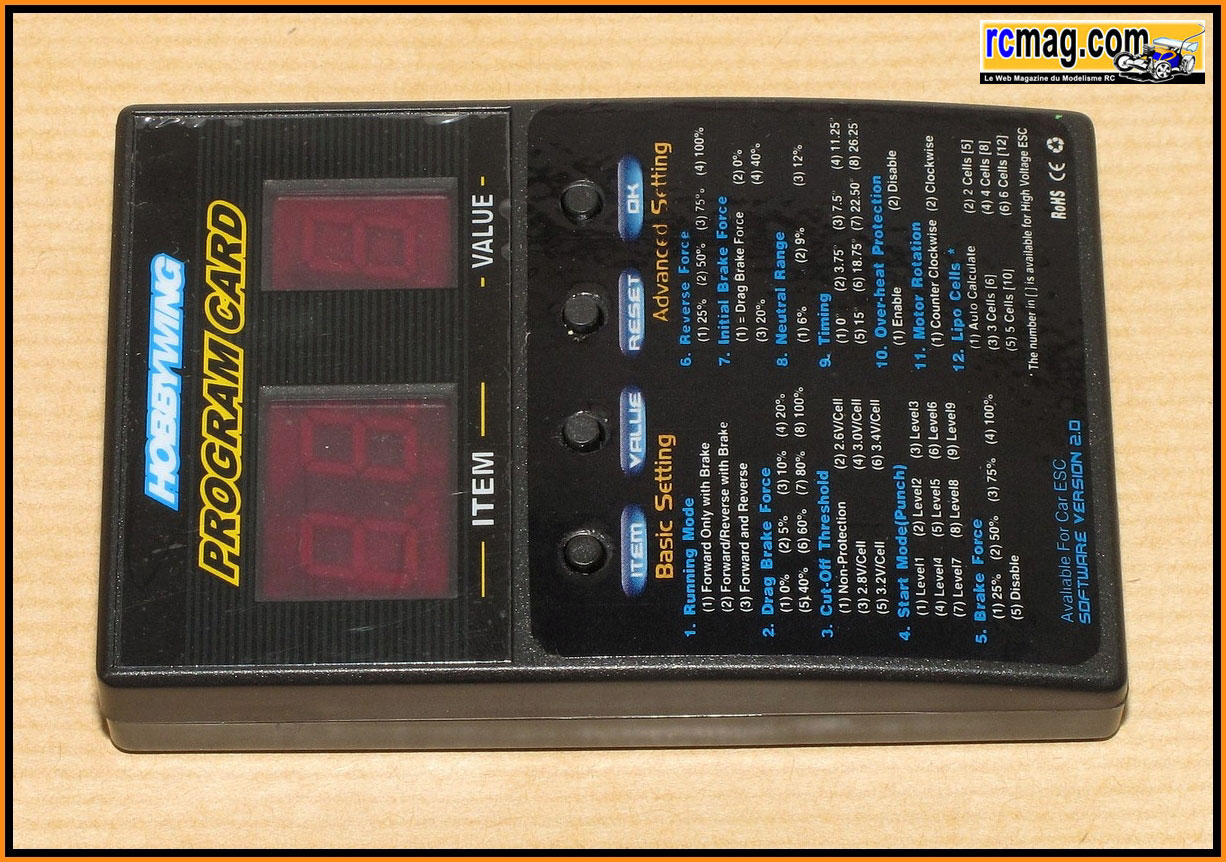 rcmag.com
Le Web Magazine du Modelisme RC
HOBBYWING
PROGRAM CARD
ITEM
- VALUE -
ITEM
VALUE
RESET
OK
Basic Setting
1. Running Mode
(1) Forward Only with Brake
(2) Forward/Reverse with Brake
(3) Forward and Reverse
2. Drag Brake Force
(1) 0% (2) 5% (3) 10% (4) 20%
(5) 40% (6) 60% (7) 80% (8) 100%
3. Cut-Off Threshold
(1) Non-Protection (2) 2.6V/Cell
(3) 2.8V/Cell (4) 3.0V/Cell
(5) 3.2V/Cell (6) 3.4V/Cell
4. Start Mode(Punch)
(1) Level1 (2) Level2 (3) Level3
(4) Level4 (5) Level5 (6) Level6
(7) Level7 (8) Level8 (9) Level9
5. Brake Force
(1) 25% (2) 50% (3) 75% (4) 100%
(5) Disable
Advanced Setting
6. Reverse Force
(1) 25% (2) 50% (3) 75% (4) 100%
7. Initial Brake Force
(1) = Drag Brake Force (2) 0%
(3) 20% (4) 40%
8. Neutral Range
(1) 6% (2) 9% (3) 12%
9. Timing
(1) 0° (2) 3.75° (3) 7.5° (4) 11.25°
(5) 15° (6) 18.75° (7) 22.50° (8) 26.25°
10. Over-heat Protection
(1) Enable (2) Disable
11. Motor Rotation
(1) Counter Clockwise (2) Clockwise
12. Lipo Cells *
(1) Auto Calculate (2) 2 Cells [5]
(3) 3 Cells [6] (4) 4 Cells [8]
(5) 5 Cells [10] (6) 6 Cells [12]
* The number in [ ] is available for High Voltage ESC
Avaliable For Car ESC
SOFTWARE VERSION 2.0
RoHS CE